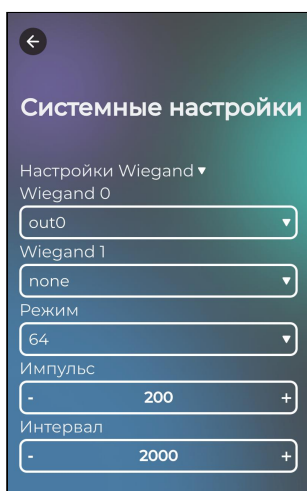 Системные настройки
Настройки Wiegand ▾
Wiegand 0
out0
Wiegand 1
none
Режим
64
Импульс
- 200 +
Интервал
- 2000 +